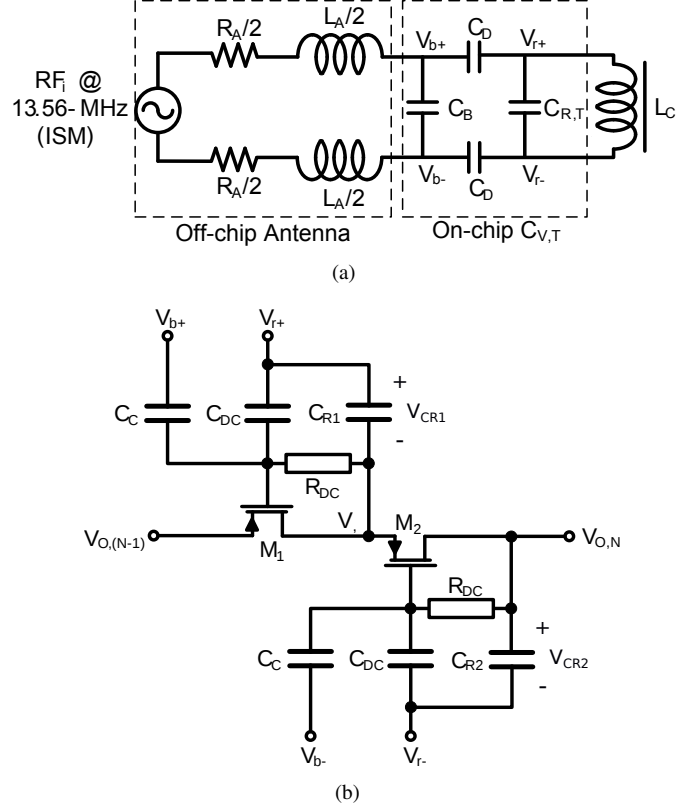 R_A/2
L_A/2
V_b+
C_D
V_r+
RF_i @
13.56-MHz
(ISM)
C_B
C_R,T
L_C
R_A/2
L_A/2
V_b-
C_D
V_r-
Off-chip Antenna
On-chip C_V,T
(a)
V_b+
V_r+
C_C
C_DC
C_R1
+
V_CR1
-
R_DC
V,
M_2
V_O,(N-1)
M_1
V_O,N
R_DC
C_C
C_DC
C_R2
+
V_CR2
-
V_b-
V_r-
(b)